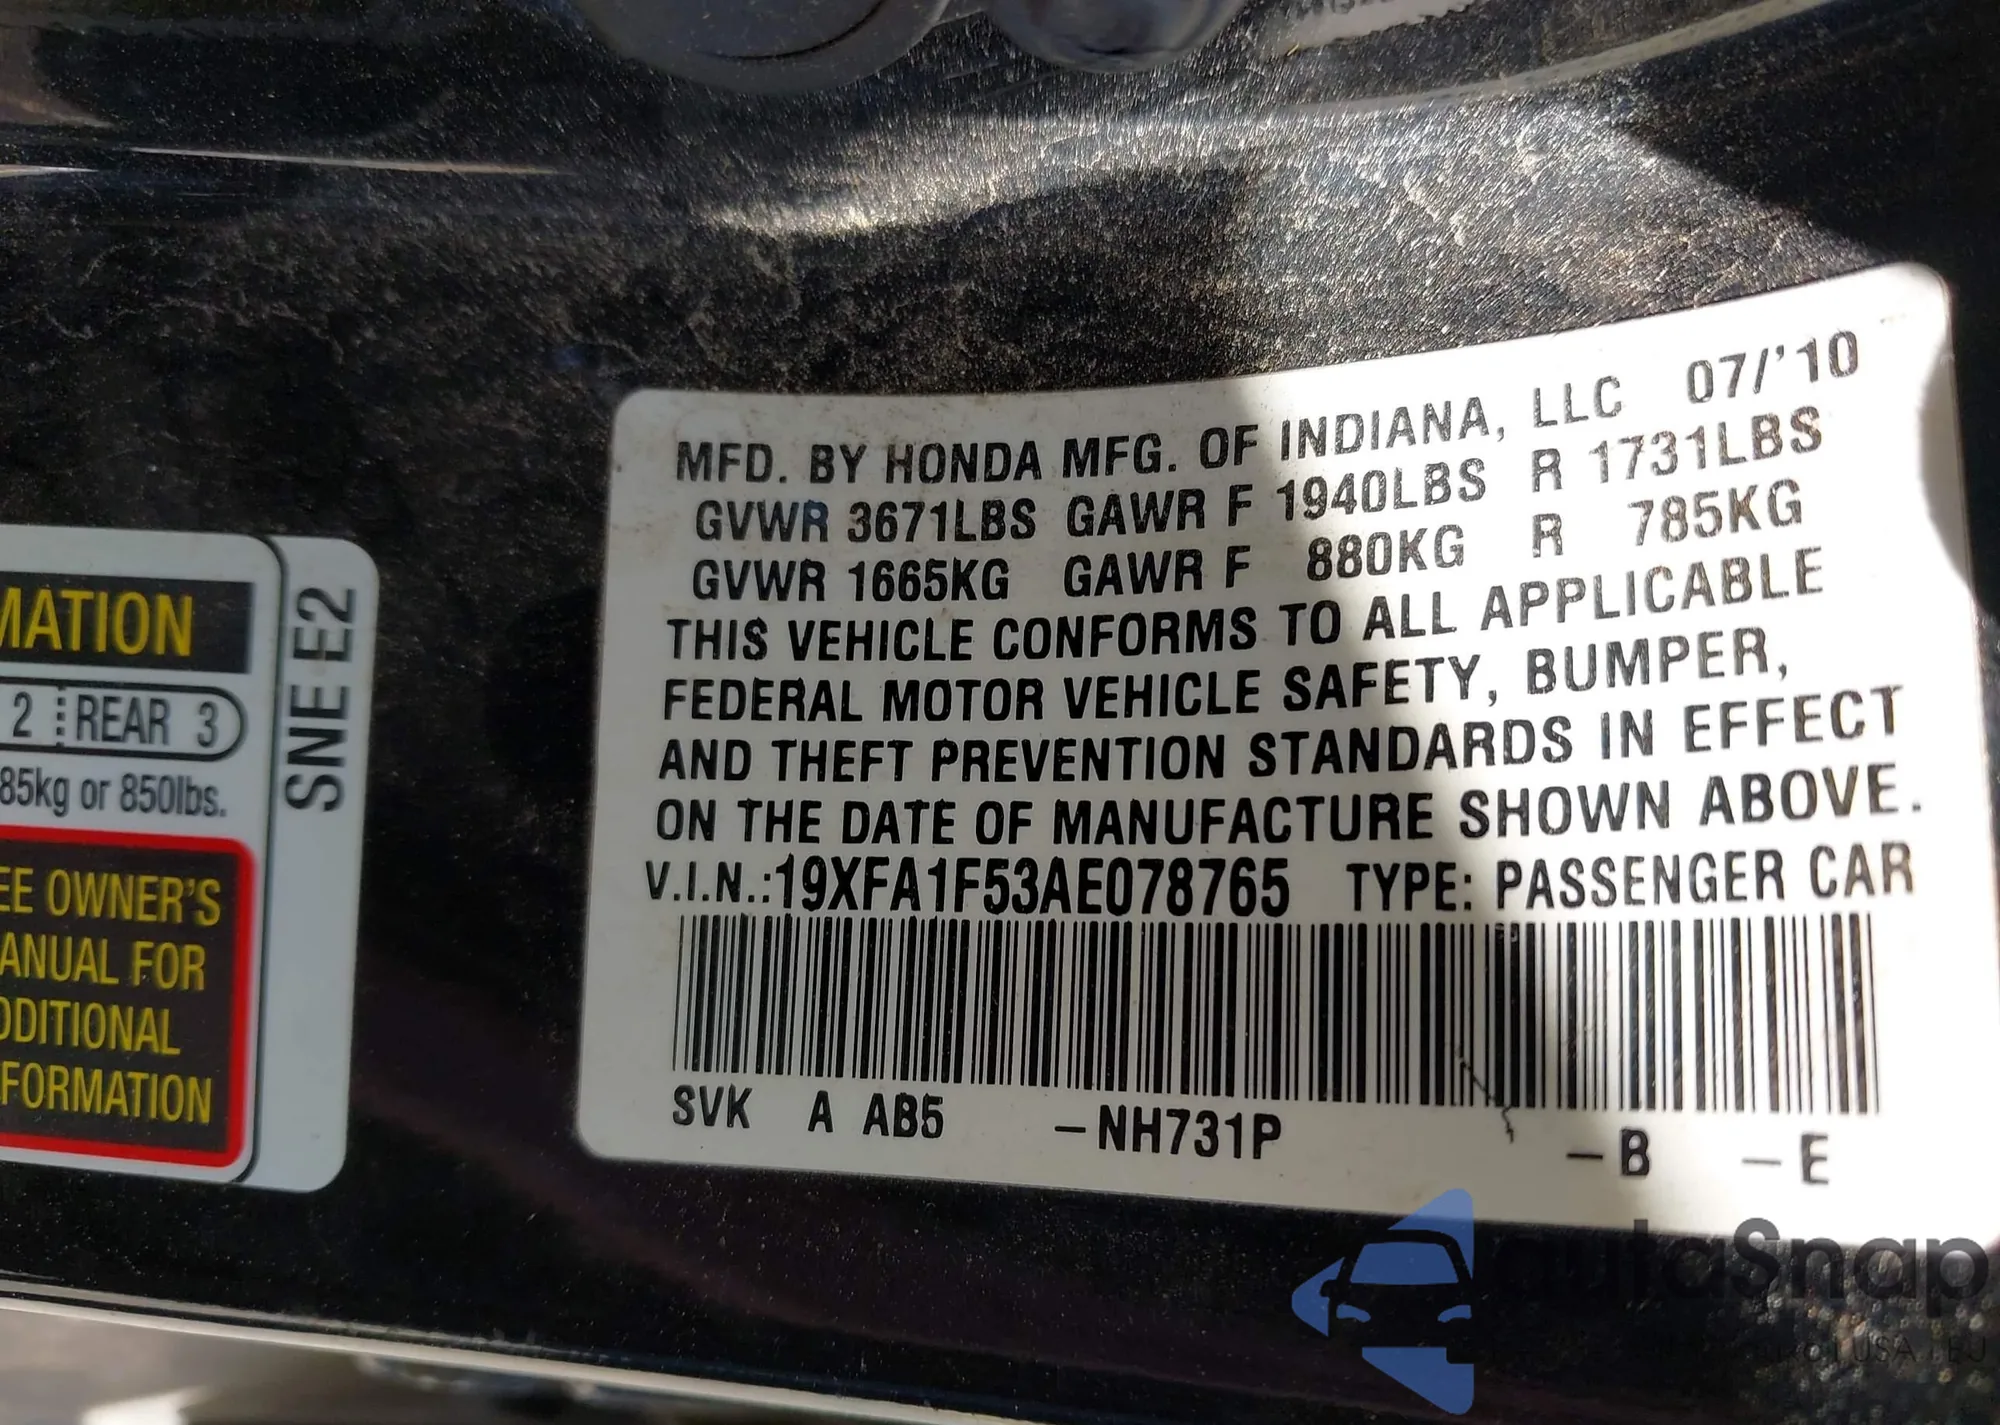 MFD. BY HONDA MFG. OF INDIANA, LLC 07/'10
GVWR 3671LBS GAWR F 1940LBS R 1731LBS
GVWR 1665KG GAWR F 880KG R 785KG
THIS VEHICLE CONFORMS TO ALL APPLICABLE
FEDERAL MOTOR VEHICLE SAFETY, BUMPER,
AND THEFT PREVENTION STANDARDS IN EFFECT
ON THE DATE OF MANUFACTURE SHOWN ABOVE.
V.I.N.:19XFA1F53AE078765 TYPE: PASSENGER CAR
SVK A AB5 -NH731P -B -E
MATION
2 REAR 3
85kg or 850lbs.
EE OWNER'S
ANUAL FOR
DDITIONAL
FORMATION
SNE E2
autoSnap